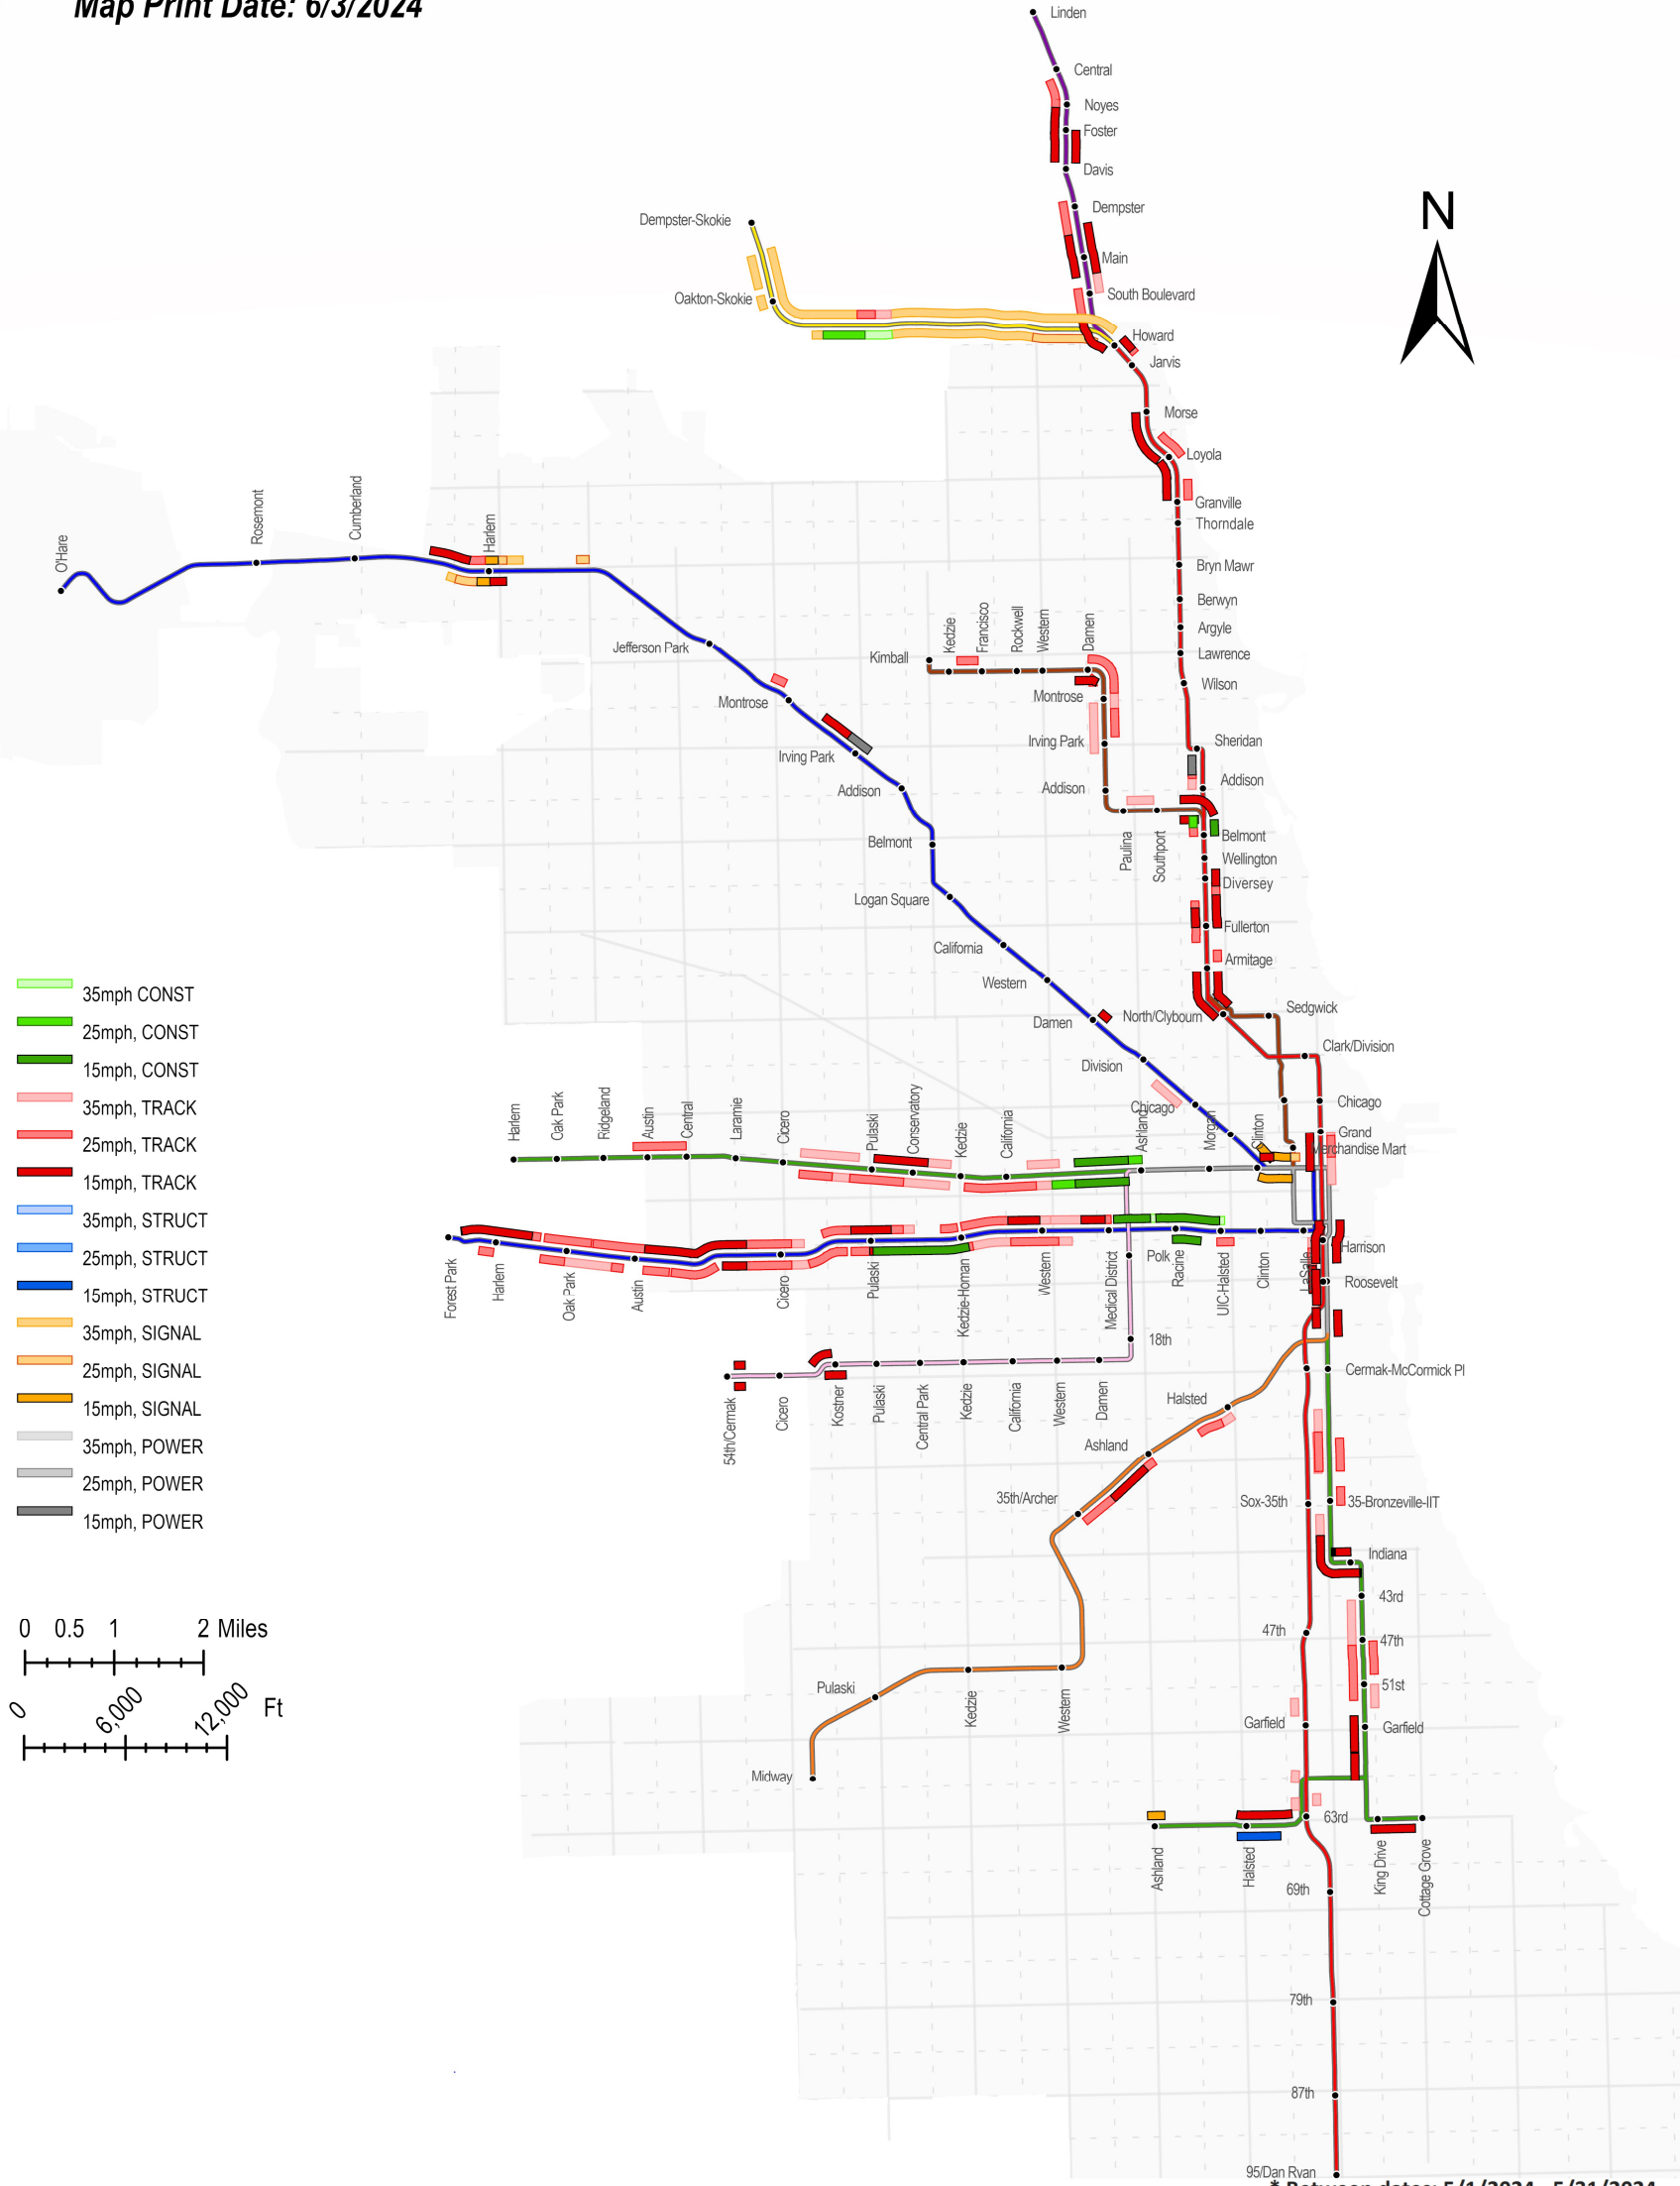 Map Print Date: 6/3/2024
Linden
Central
Noyes
Foster
Davis
Dempster
Main
South Boulevard
Howard
Jarvis
Morse
Loyola
Granville
Thorndale
Bryn Mawr
Berwyn
Argyle
Lawrence
Wilson
Sheridan
Addison
Belmont
Wellington
Diversey
Fullerton
Armitage
Sedgwick
North/Clybourn
Clark/Division
Chicago
Grand
Merchandise Mart
N
Dempster-Skokie
Oakton-Skokie
O'Hare
Rosemont
Cumberland
Harlem
Jefferson Park
Montrose
Irving Park
Addison
Belmont
Logan Square
California
Western
Damen
Division
Chicago
Kimball
Kedzie
Francisco
Rockwell
Western
Damen
Montrose
Irving Park
Addison
Paulina
Southport
Harlem
Oak Park
Ridgeland
Austin
Central
Laramie
Cicero
Pulaski
Conservatory
Kedzie
California
Ashland
Morgan
Clinton
Forest Park
Harlem
Oak Park
Austin
Cicero
Pulaski
Kedzie-Homan
Western
Medical District
Polk
Racine
UIC-Halsted
Clinton
LaSalle
Harrison
Roosevelt
18th
54th/Cermak
Cicero
Kostner
Pulaski
Central Park
Kedzie
California
Western
Damen
Cermak-McCormick Pl
Halsted
Ashland
35th/Archer
Sox-35th
35-Bronzeville-IIT
Indiana
43rd
47th
47th
51st
Garfield
Garfield
Pulaski
Kedzie
Western
Midway
63rd
Ashland
Halsted
King Drive
Cottage Grove
69th
79th
87th
95/Dan Ryan
35mph CONST
25mph, CONST
15mph, CONST
35mph, TRACK
25mph, TRACK
15mph, TRACK
35mph, STRUCT
25mph, STRUCT
15mph, STRUCT
35mph, SIGNAL
25mph, SIGNAL
15mph, SIGNAL
35mph, POWER
25mph, POWER
15mph, POWER
0 0.5 1 2 Miles
0 6,000 12,000 Ft
* Between dates: 5/1/2024 - 5/31/2024